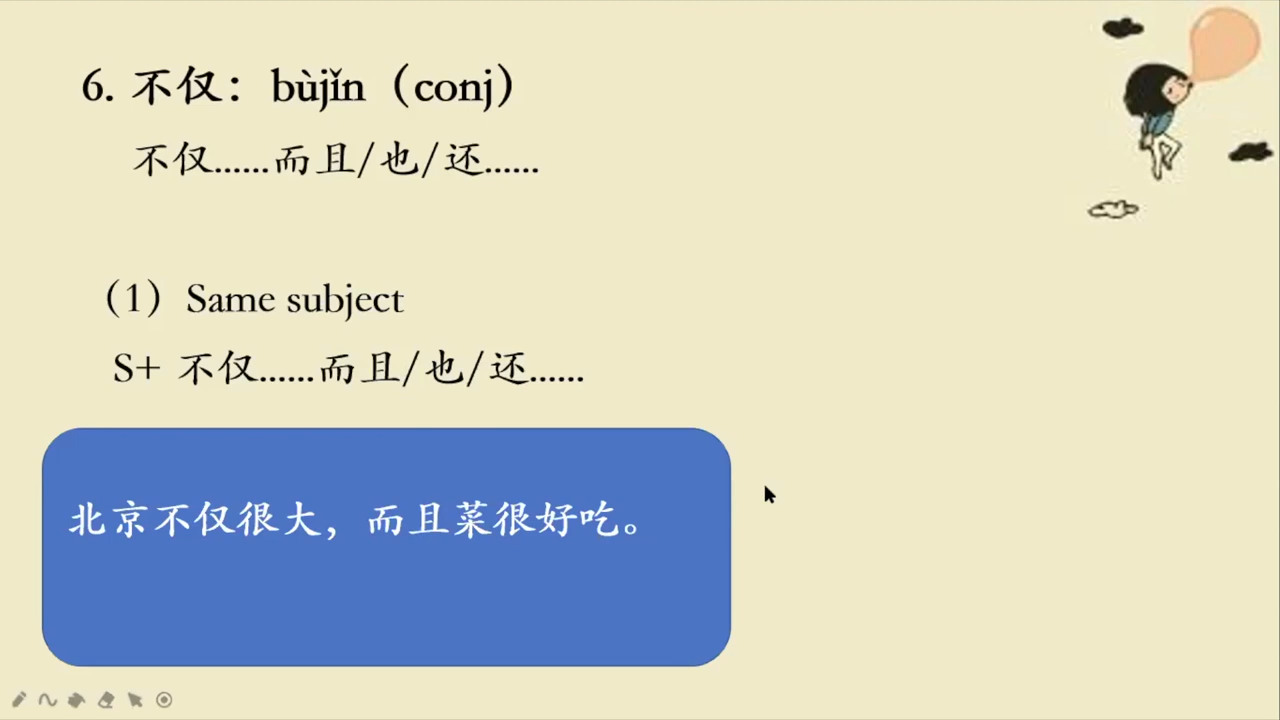 6. 不仅：bùjǐn（conj）
不仅……而且/也/还……
（1）Same subject
S+ 不仅……而且/也/还……
北京不仅很大，而且菜很好吃。